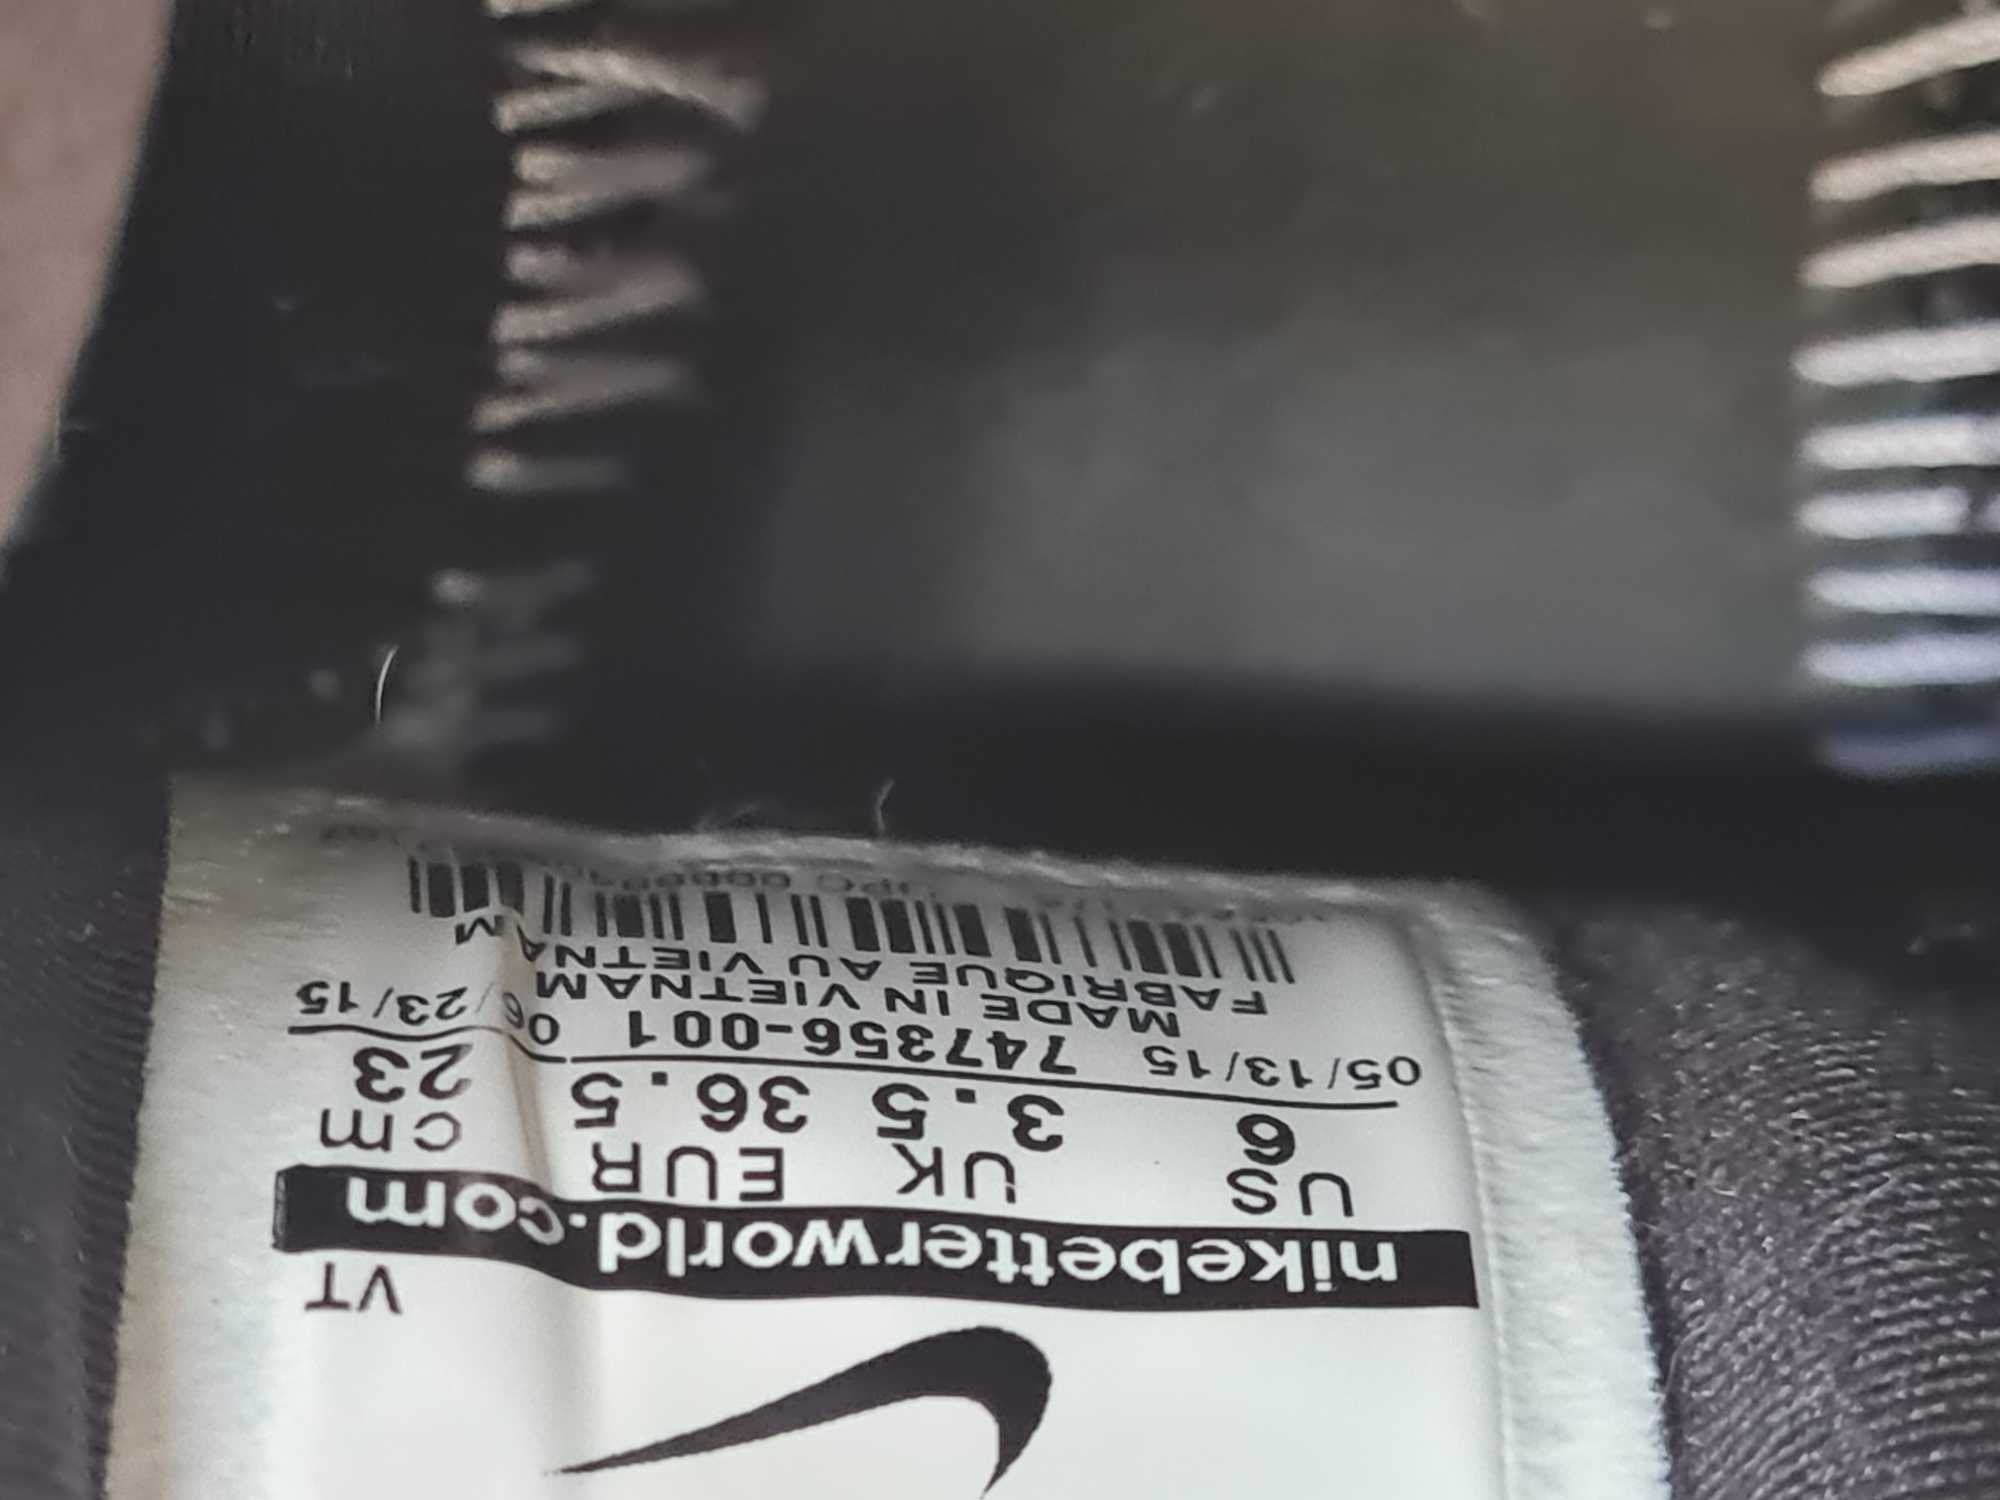 VT
nikebetterworld.com
US UK EUR cm
6 3.5 36.5 23
05/13/15 747356-001 06/23/15
MADE IN VIETNAM
FABRIQUE AU VIETNAM